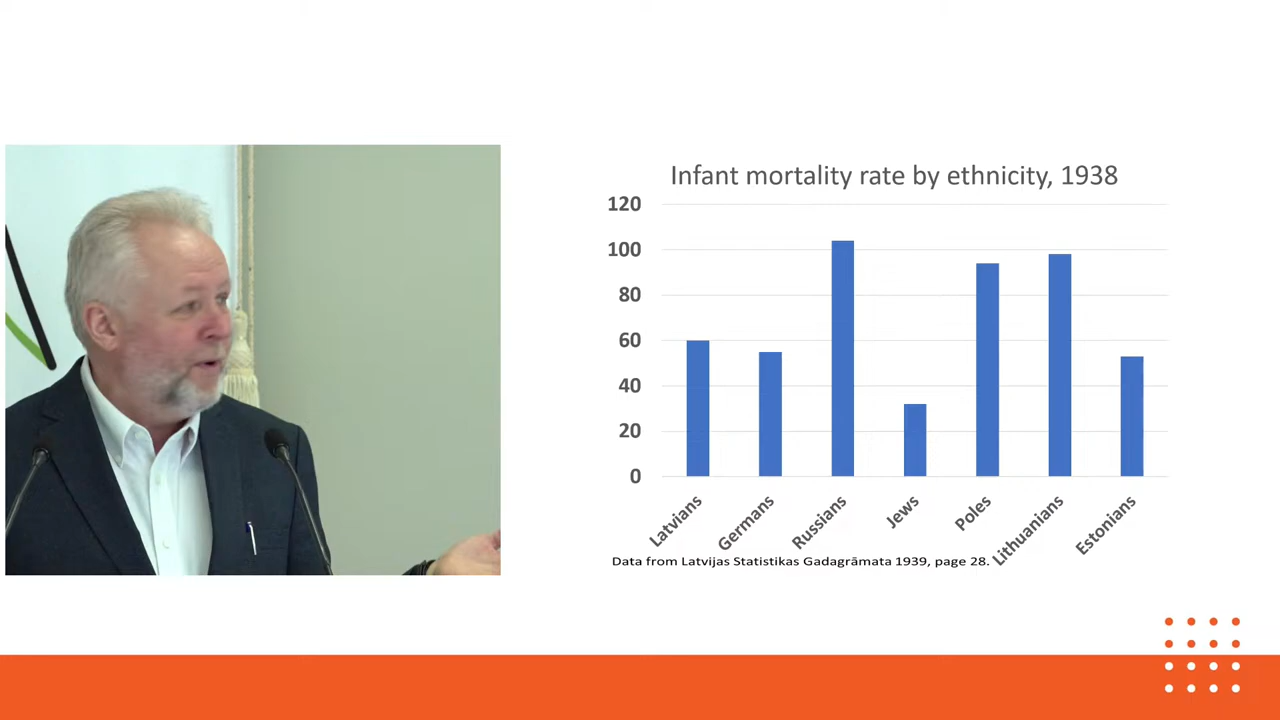 Infant mortality rate by ethnicity, 1938
120
100
80
60
40
20
0
Latvians
Germans
Russians
Jews
Poles
Lithuanians
Estonians
Data from Latvijas Statistikas Gadagrāmata 1939, page 28.